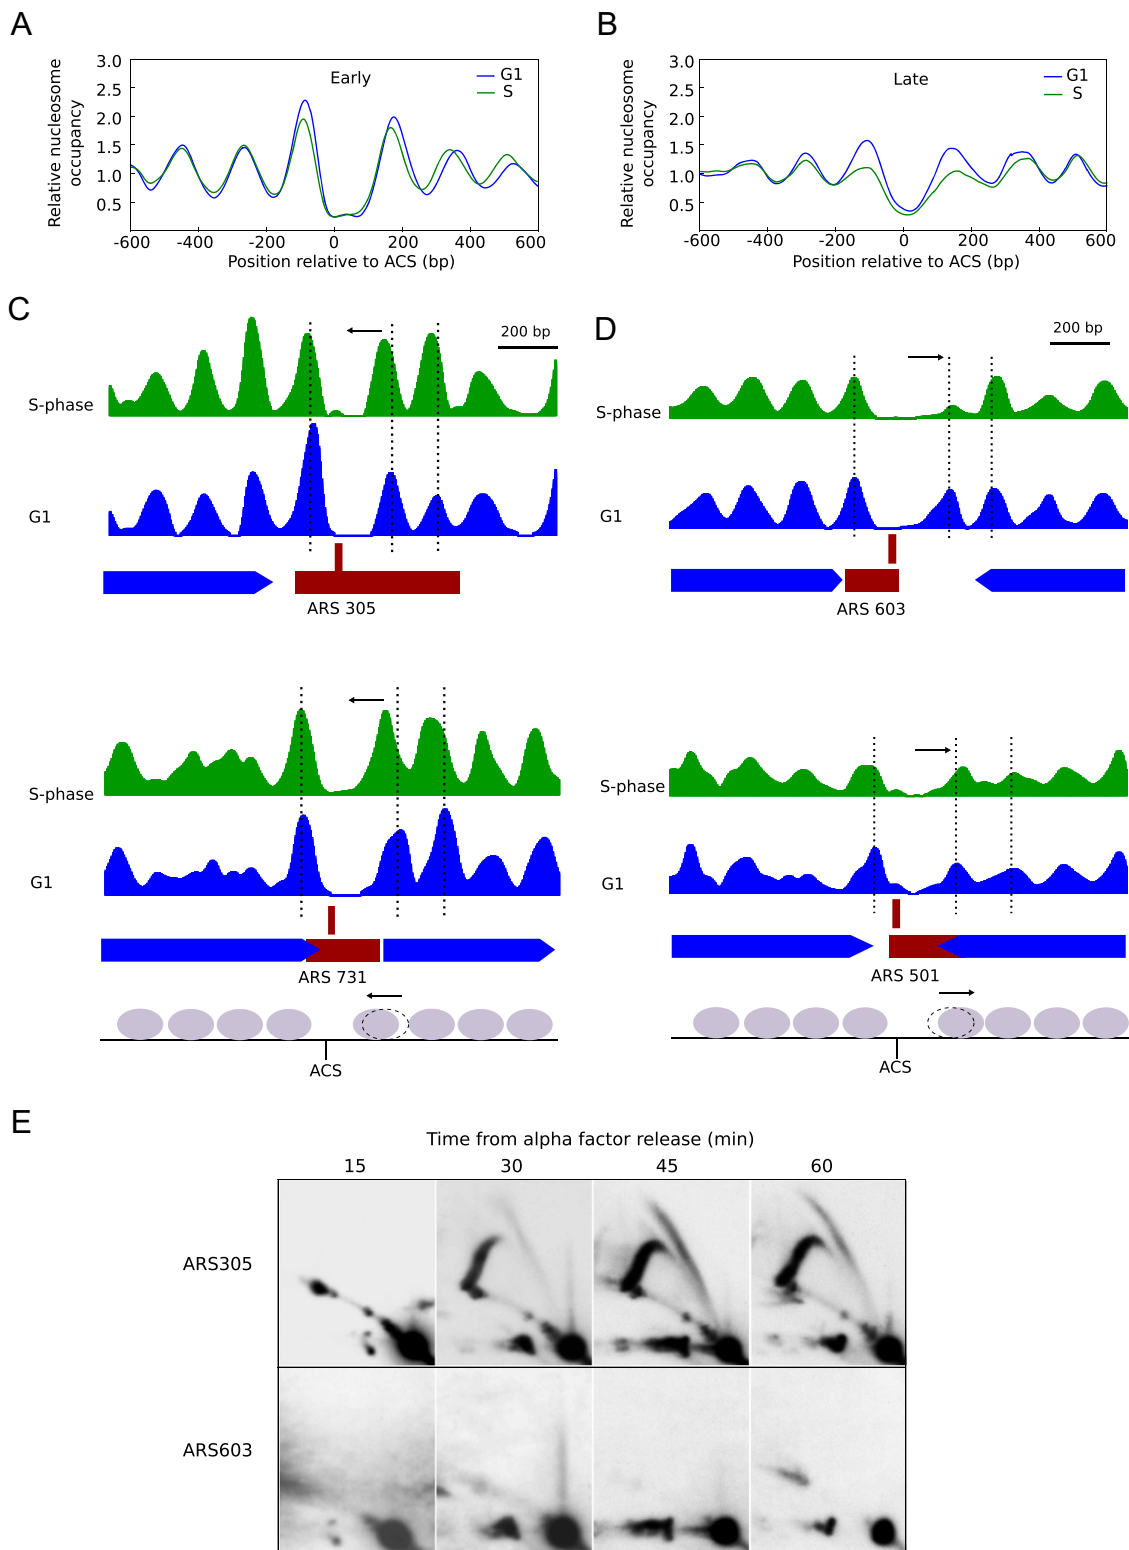 A
B
3.0
2.5
2.0
1.5
1.0
0.5
Relative nucleosome
occupancy
Early
G1
S
-600
-400
-200
0
200
400
600
Position relative to ACS (bp)
3.0
2.5
2.0
1.5
1.0
0.5
Relative nucleosome
occupancy
Late
G1
S
-600
-400
-200
0
200
400
600
Position relative to ACS (bp)
C
200 bp
S-phase
G1
ARS 305
S-phase
G1
ARS 731
ACS
D
200 bp
S-phase
G1
ARS 603
S-phase
G1
ARS 501
ACS
E
Time from alpha factor release (min)
15 30 45 60
ARS305
ARS603